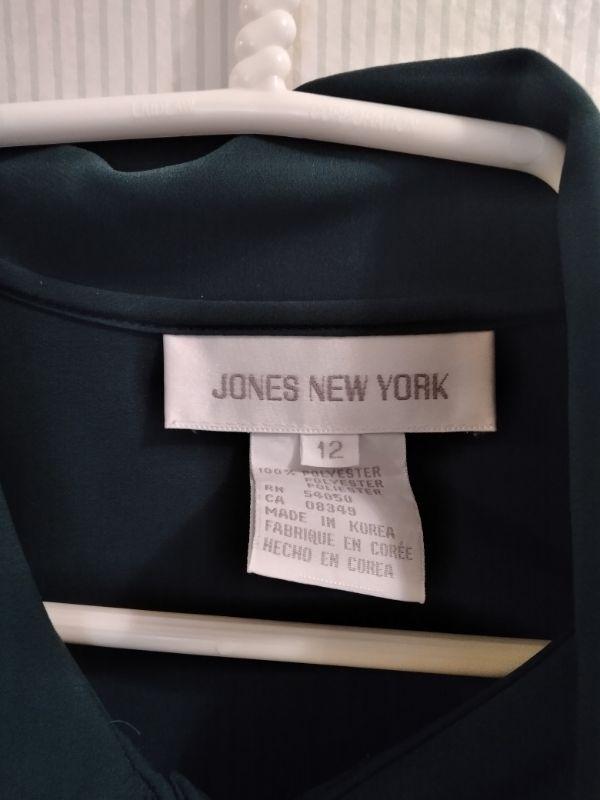 JONES NEW YORK
12
100% POLYESTER
POLYESTER
POLIESTER
RN 54050
CA 08349
MADE IN KOREA
FABRIQUE EN CORÉE
HECHO EN COREA